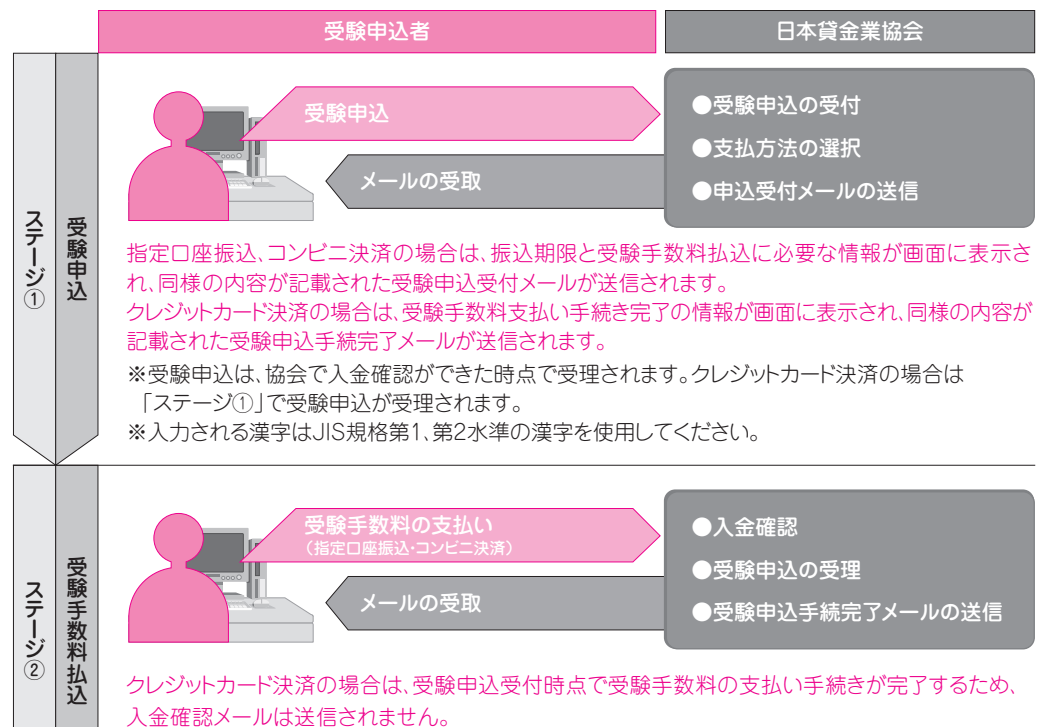 受験申込者
日本貸金業協会
ステージ①
受験申込
受験申込
メールの受取
●受験申込の受付
●支払方法の選択
●申込受付メールの送信
指定口座振込、コンビニ決済の場合は、振込期限と受験手数料払込に必要な情報が画面に表示さ
れ、同様の内容が記載された受験申込受付メールが送信されます。
クレジットカード決済の場合は、受験手数料支払い手続き完了の情報が画面に表示され、同様の内容が
記載された受験申込手続完了メールが送信されます。
※受験申込は、協会で入金確認ができた時点で受理されます。クレジットカード決済の場合は
「ステージ①」で受験申込が受理されます。
※入力される漢字はJIS規格第1、第2水準の漢字を使用してください。
ステージ②
受験手数料払込
受験手数料の支払い
（指定口座振込・コンビニ決済）
メールの受取
●入金確認
●受験申込の受理
●受験申込手続完了メールの送信
クレジットカード決済の場合は、受験申込受付時点で受験手数料の支払い手続きが完了するため、
入金確認メールは送信されません。